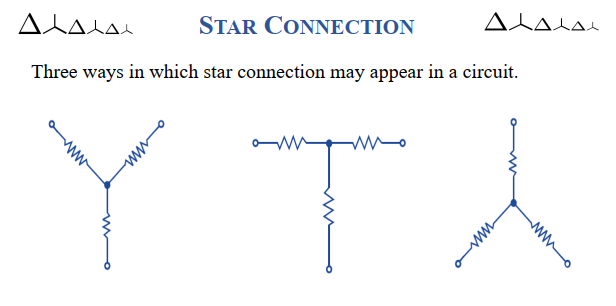 STAR CONNECTION
Three ways in which star connection may appear in a circuit.